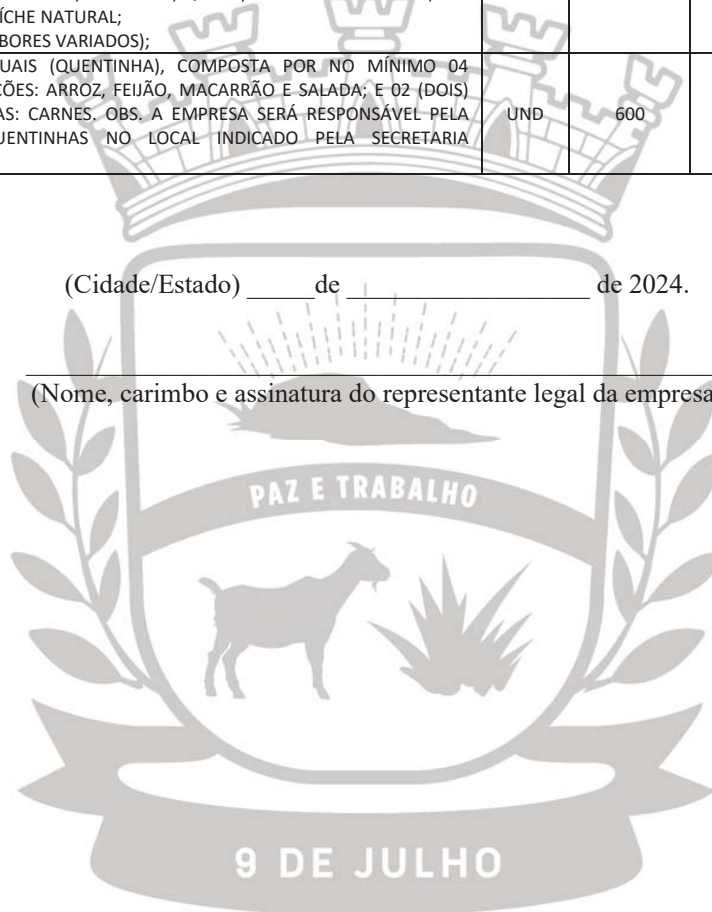 ÍCHE NATURAL;
BORES VARIADOS);
UAIS (QUENTINHA), COMPOSTA POR NO MÍNIMO 04
ÇÕES: ARROZ, FEIJÃO, MACARRÃO E SALADA; E 02 (DOIS)
AS: CARNES. OBS. A EMPRESA SERÁ RESPONSÁVEL PELA
UENTINHAS NO LOCAL INDICADO PELA SECRETARIA
UND
600
(Cidade/Estado) _____de ____________________ de 2024.
(Nome, carimbo e assinatura do representante legal da empresa
PAZ E TRABALHO
9 DE JULHO